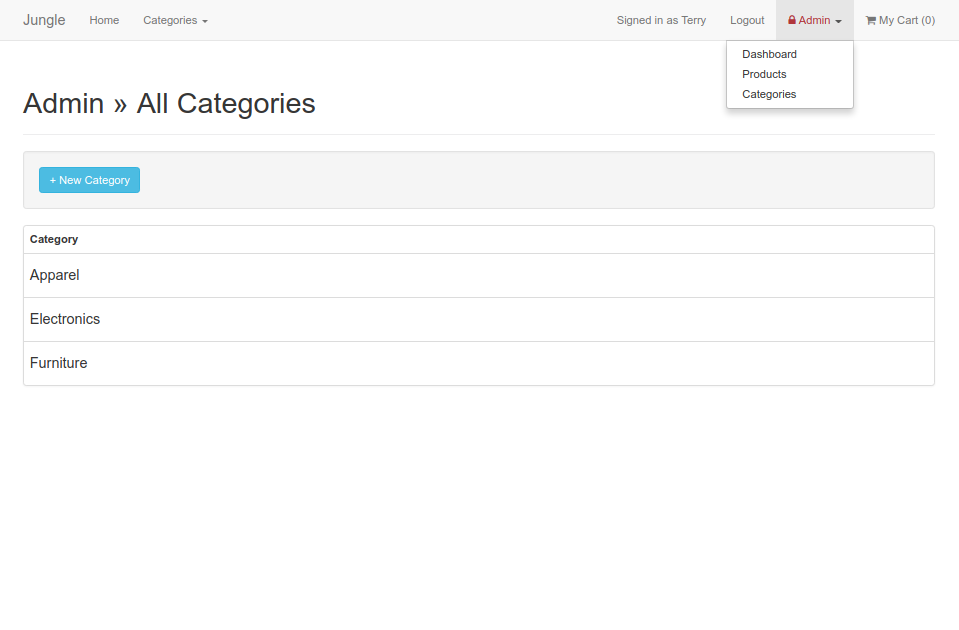 Jungle Home Categories Signed in as Terry Logout Admin My Cart (0)
Dashboard
Products
Categories
Admin » All Categories
+ New Category
Category
Apparel
Electronics
Furniture